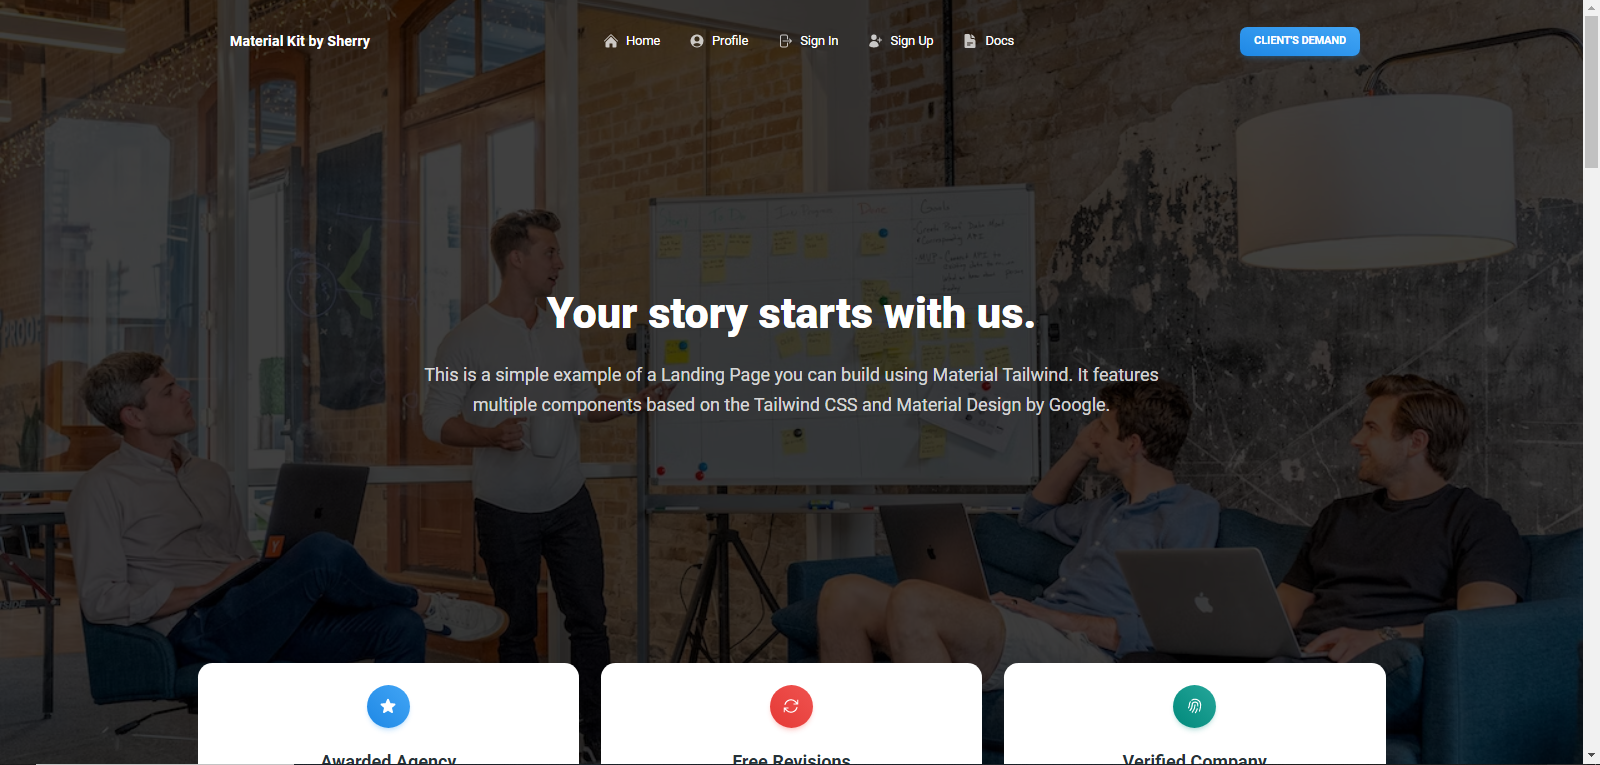 Material Kit by Sherry
Home
Profile
Sign In
Sign Up
Docs
CLIENT'S DEMAND
Goals
PROOF
Your story starts with us.
This is a simple example of a Landing Page you can build using Material Tailwind. It features
multiple components based on the Tailwind CSS and Material Design by Google.
Awarded Agency
Free Revisions
Verified Company